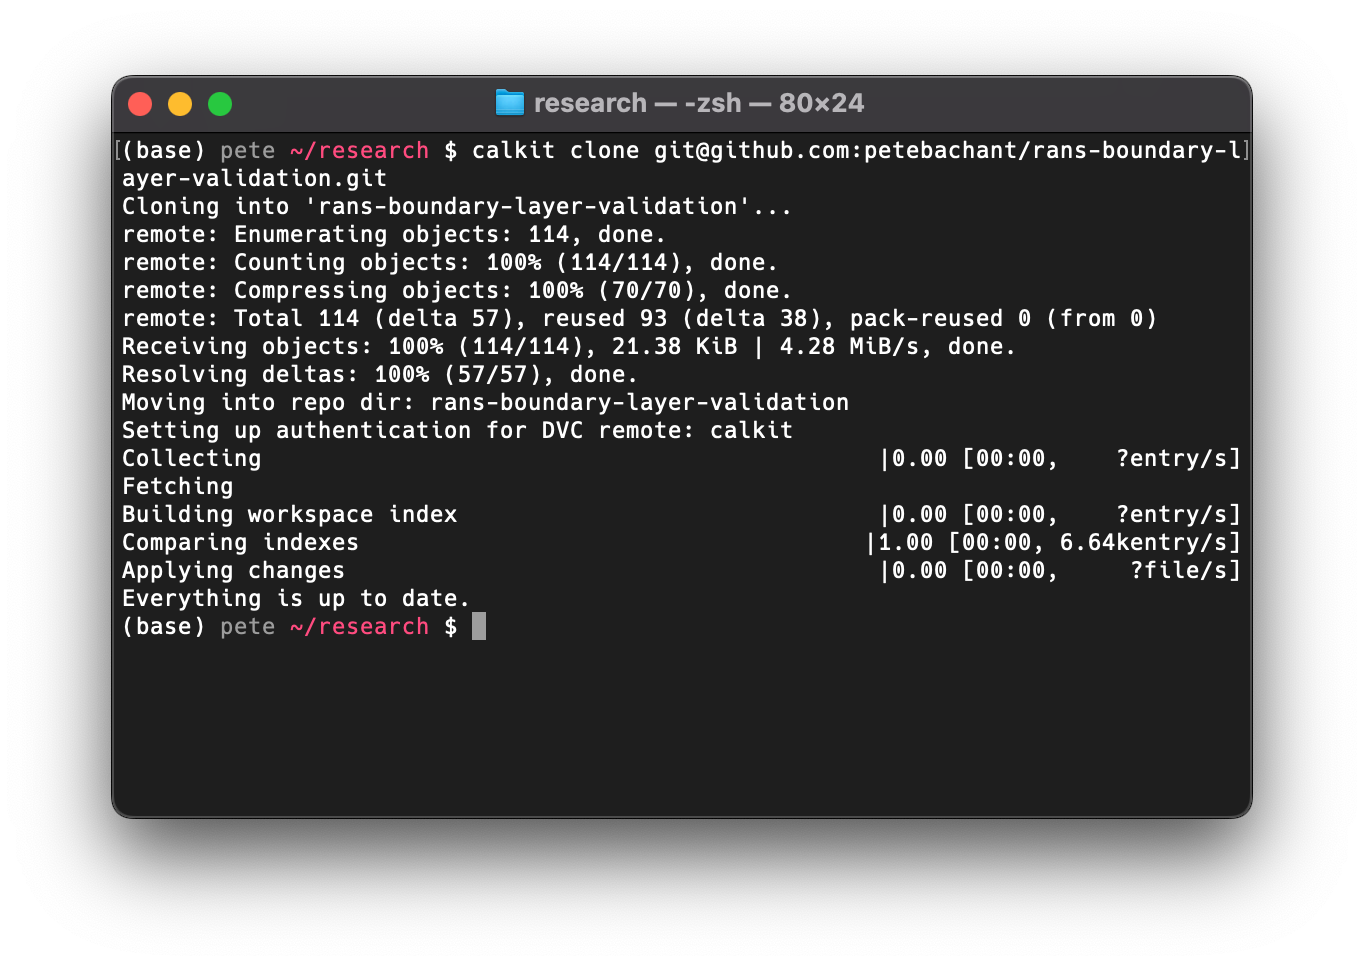 research — -zsh — 80×24
(base) pete ~/research $ calkit clone git@github.com:petebachant/rans-boundary-l
ayer-validation.git
Cloning into 'rans-boundary-layer-validation'...
remote: Enumerating objects: 114, done.
remote: Counting objects: 100% (114/114), done.
remote: Compressing objects: 100% (70/70), done.
remote: Total 114 (delta 57), reused 93 (delta 38), pack-reused 0 (from 0)
Receiving objects: 100% (114/114), 21.38 KiB | 4.28 MiB/s, done.
Resolving deltas: 100% (57/57), done.
Moving into repo dir: rans-boundary-layer-validation
Setting up authentication for DVC remote: calkit
Collecting                                            |0.00 [00:00,    ?entry/s]
Fetching
Building workspace index                              |0.00 [00:00,    ?entry/s]
Comparing indexes                                    |1.00 [00:00, 6.64kentry/s]
Applying changes                                      |0.00 [00:00,     ?file/s]
Everything is up to date.
(base) pete ~/research $